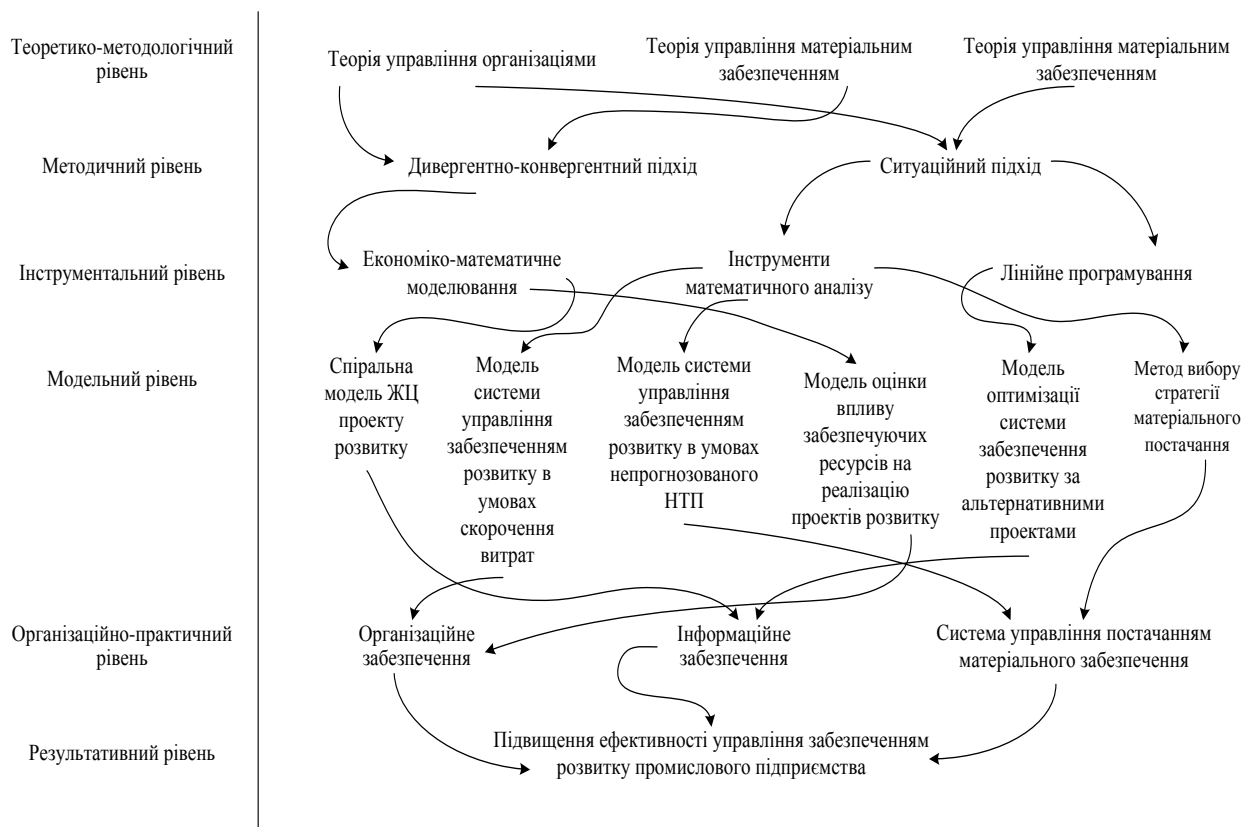 Теоретико-методологічний
рівень
Теорія управління організаціями
Теорія управління матеріальним
забезпеченням
Теорія управління матеріальним
забезпеченням
Методичний рівень
Дивергентно-конвергентний підхід
Ситуаційний підхід
Інструментальний рівень
Економіко-математичне
моделювання
Інструменти
математичного аналізу
Лінійне програмування
Модельний рівень
Спіральна
модель ЖЦ
проекту
розвитку
Модель
системи
управління
забезпеченням
розвитку в
умовах
скорочення
витрат
Модель системи
управління
забезпеченням
розвитку в умовах
непрогнозованого
НТП
Модель оцінки
впливу
забезпечуючих
ресурсів на
реалізацію
проектів розвитку
Модель
оптимізації
системи
забезпечення
розвитку за
альтернативними
проектами
Метод вибору
стратегії
матеріального
постачання
Організаційно-практичний
рівень
Організаційне
забезпечення
Інформаційне
забезпечення
Система управління постачанням
матеріального забезпечення
Результативний рівень
Підвищення ефективності управління забезпеченням
розвитку промислового підприємства